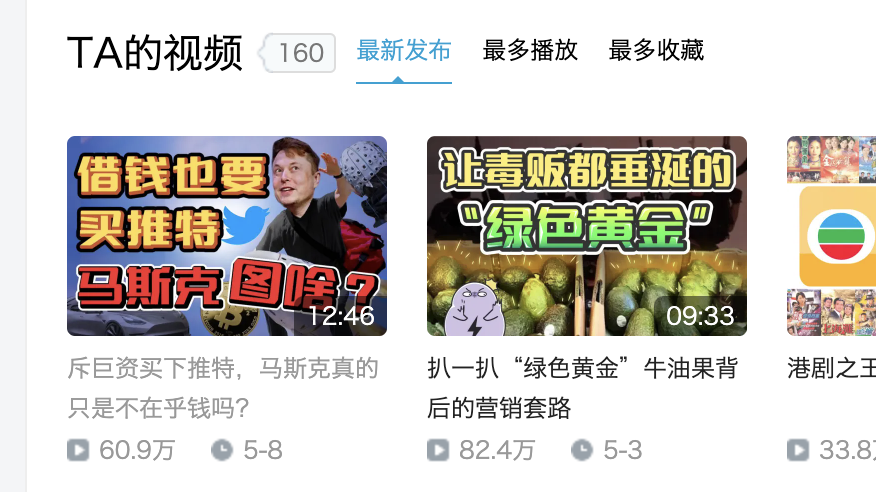 TA的视频 160 最新发布 最多播放 最多收藏
借钱也要
买推特
马斯克图啥？
12:46
让毒贩都垂涎的
“绿色黄金”
09:33
斥巨资买下推特，马斯克真的
只是不在乎钱吗?
60.9万 5-8
扒一扒“绿色黄金”牛油果背
后的营销套路
82.4万 5-3
港剧之王
33.8万